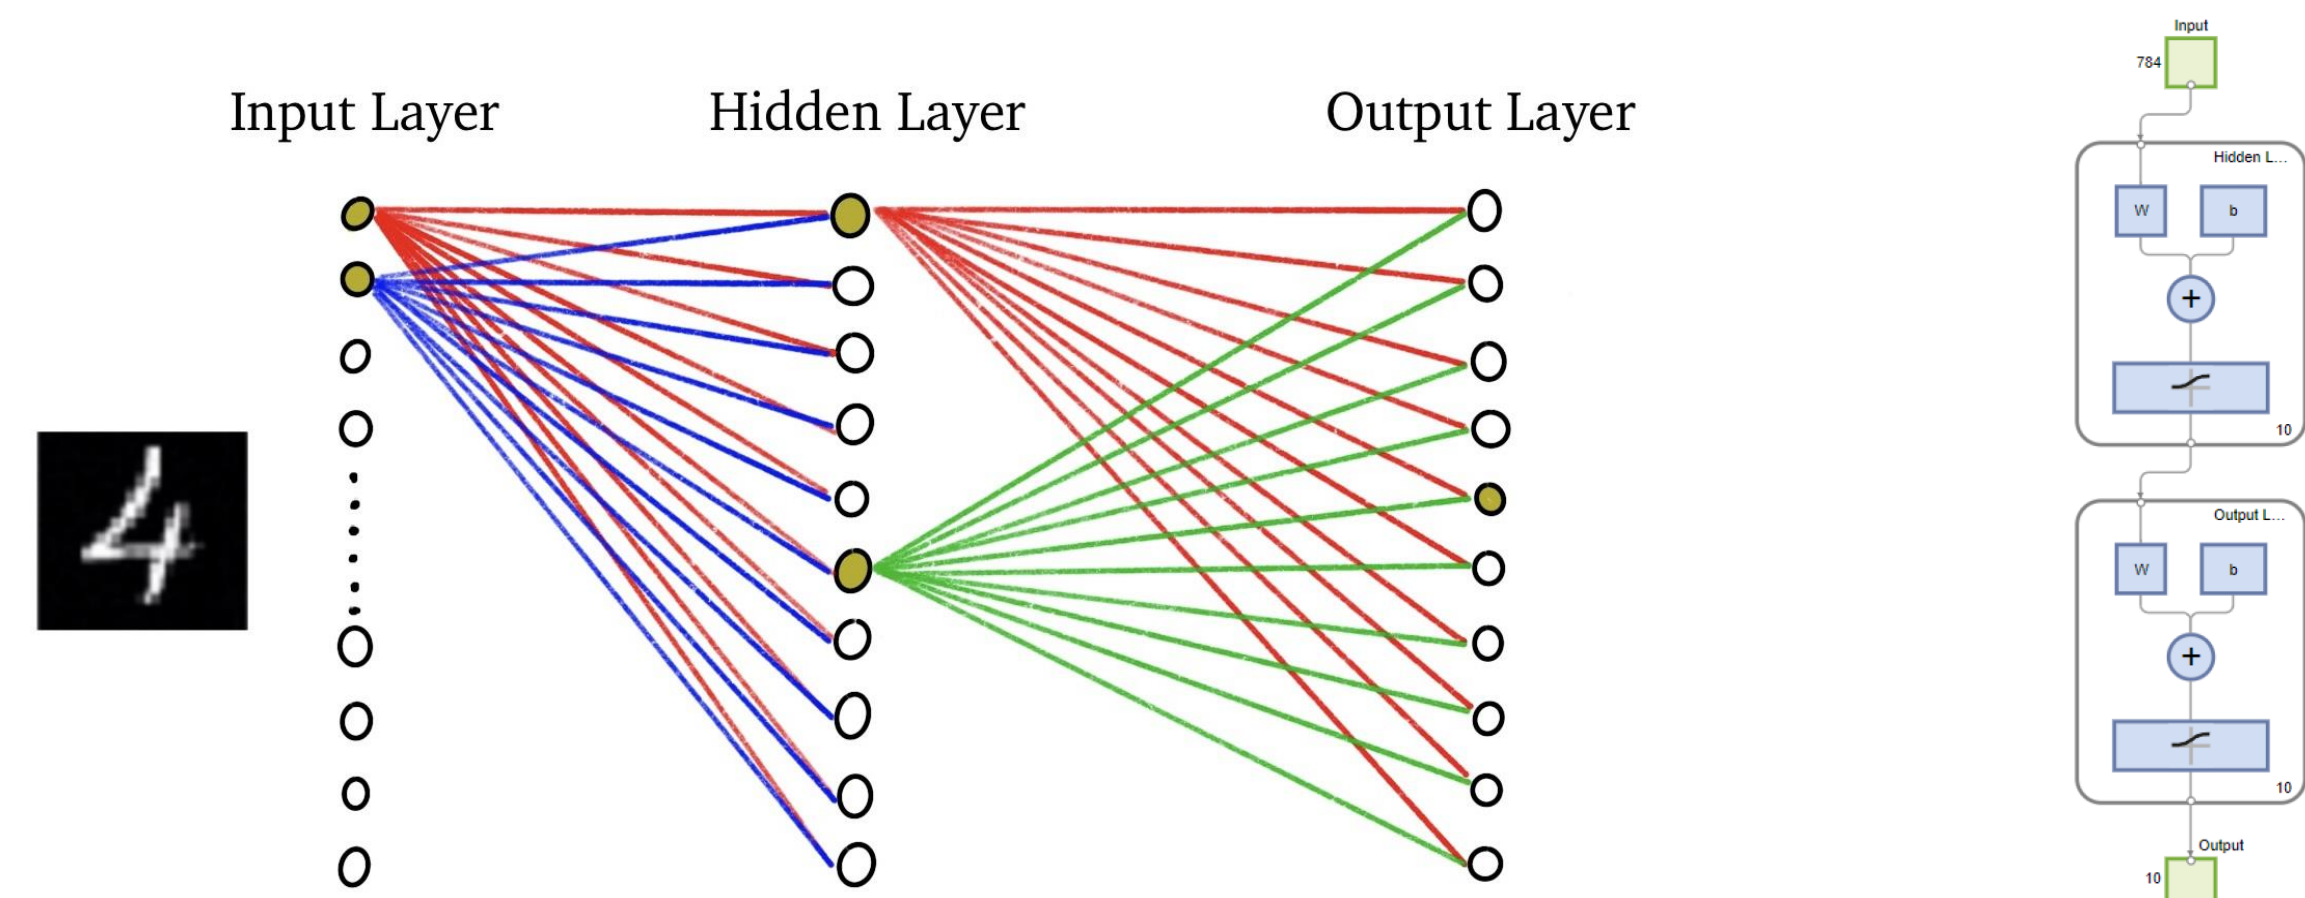 Input Layer
Hidden Layer
Output Layer
4
Input
784
Hidden L...
W
b
+
10
Output L...
W
b
+
10
Output
10